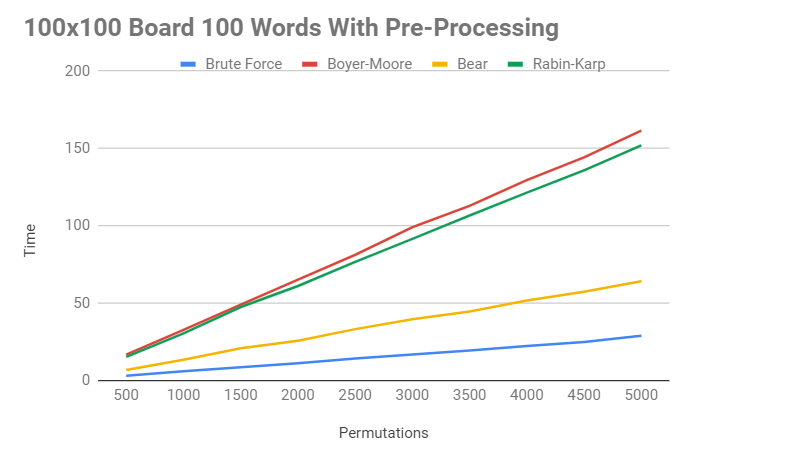 100x100 Board 100 Words With Pre-Processing
Brute Force Boyer-Moore Bear Rabin-Karp
200
150
100
50
0
Time
500 1000 1500 2000 2500 3000 3500 4000 4500 5000
Permutations